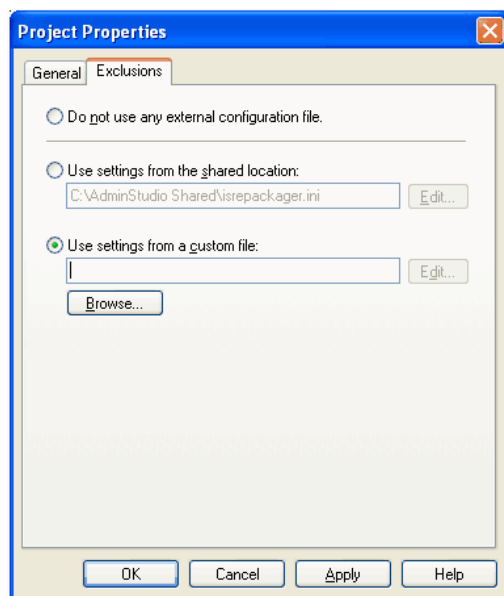 Project Properties
General Exclusions
Do not use any external configuration file.
Use settings from the shared location:
C:\AdminStudio Shared\isrepackager.ini Edit...
Use settings from a custom file:
Edit...
Browse...
OK Cancel Apply Help